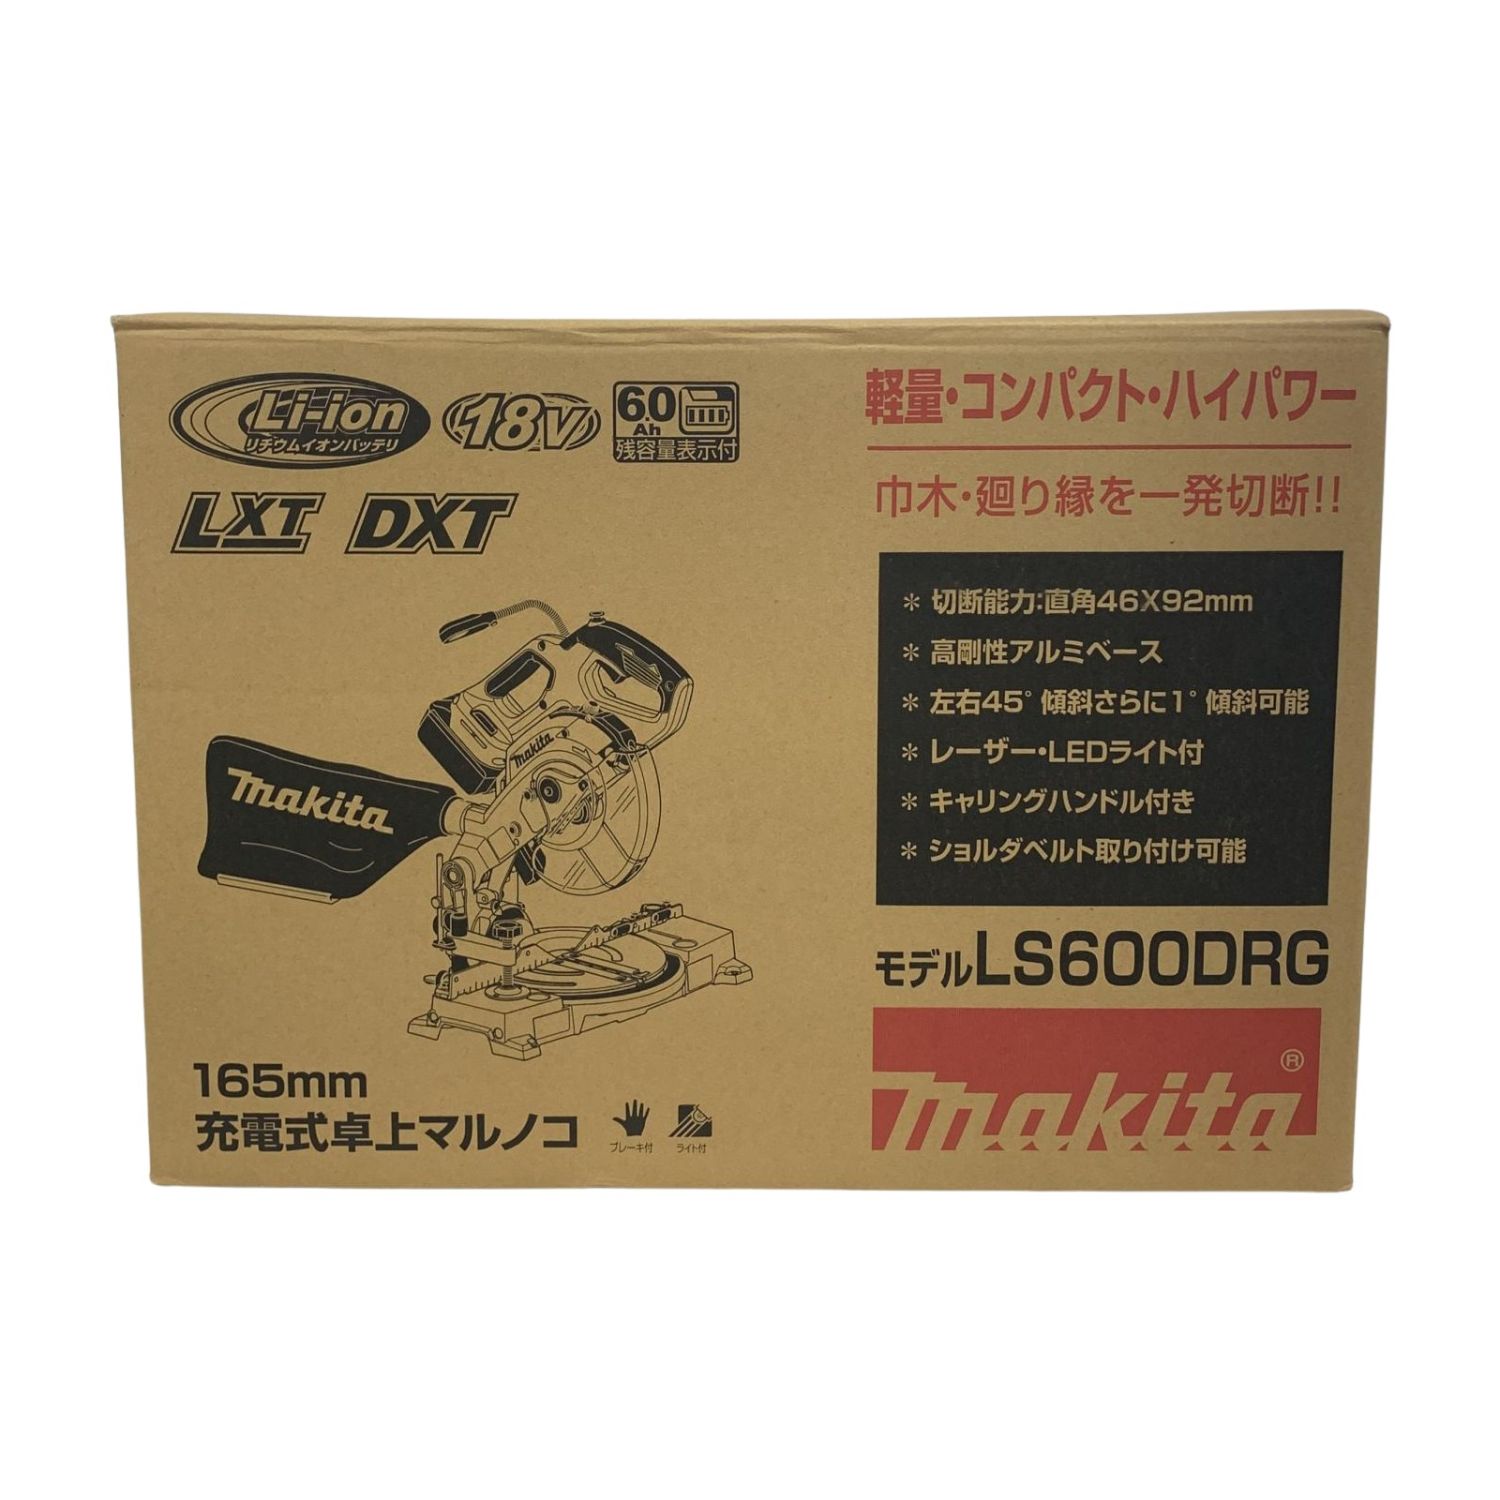 Li-ion
リチウムイオンバッテリ
18V
6.0
Ah
残容量表示付
LXT DXT
makita
makita
165mm
充電式卓上マルノコ
ブレーキ付
ライト付
軽量・コンパクト・ハイパワー
巾木・廻り縁を一発切断!!
＊ 切断能力:直角46X92mm
＊ 高剛性アルミベース
＊ 左右45°傾斜さらに1°傾斜可能
＊ レーザー・LEDライト付
＊ キャリングハンドル付き
＊ ショルダベルト取り付け可能
モデルLS600DRG
makita®